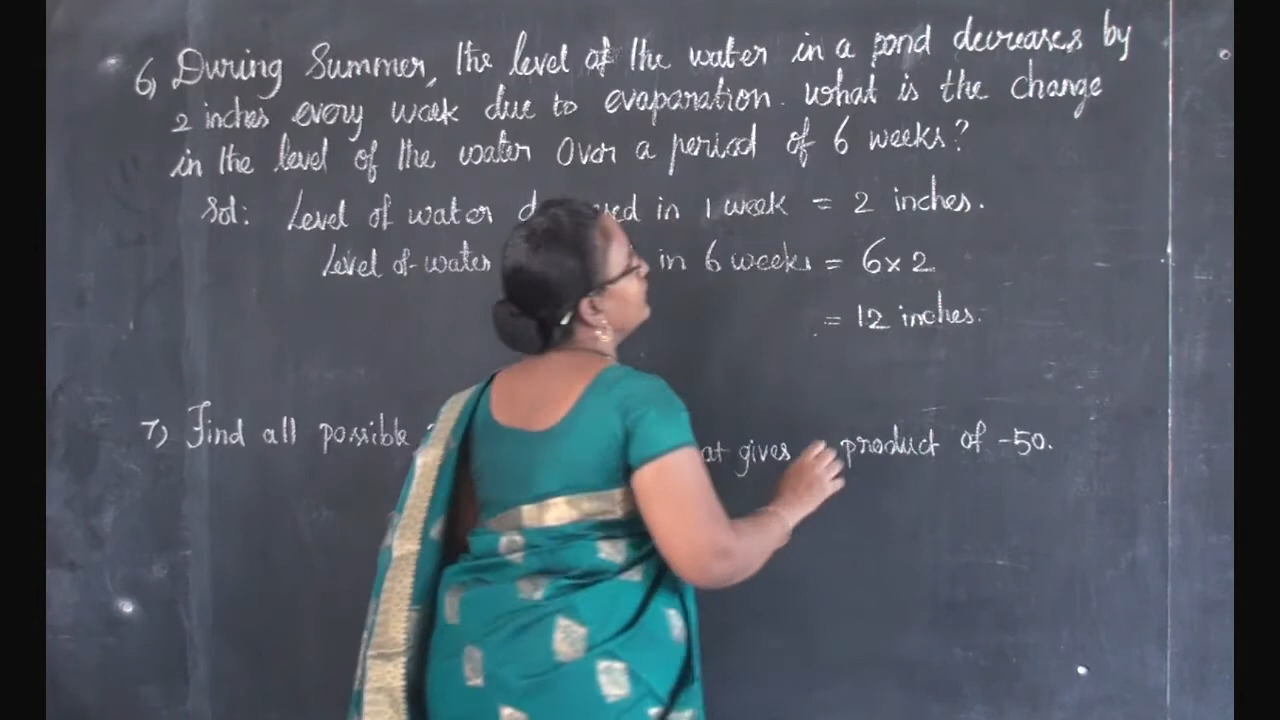 6, During Summer, the level of the water in a pond decreases by
2 inches every week due to evaparation. What is the change
in the level of the water over a period of 6 weeks?
Sol: Level of water in 1 week = 2 inches.
Level of water in 6 weeks = 6 x 2
= 12 inches.
7) Find all possible gives product of -50.